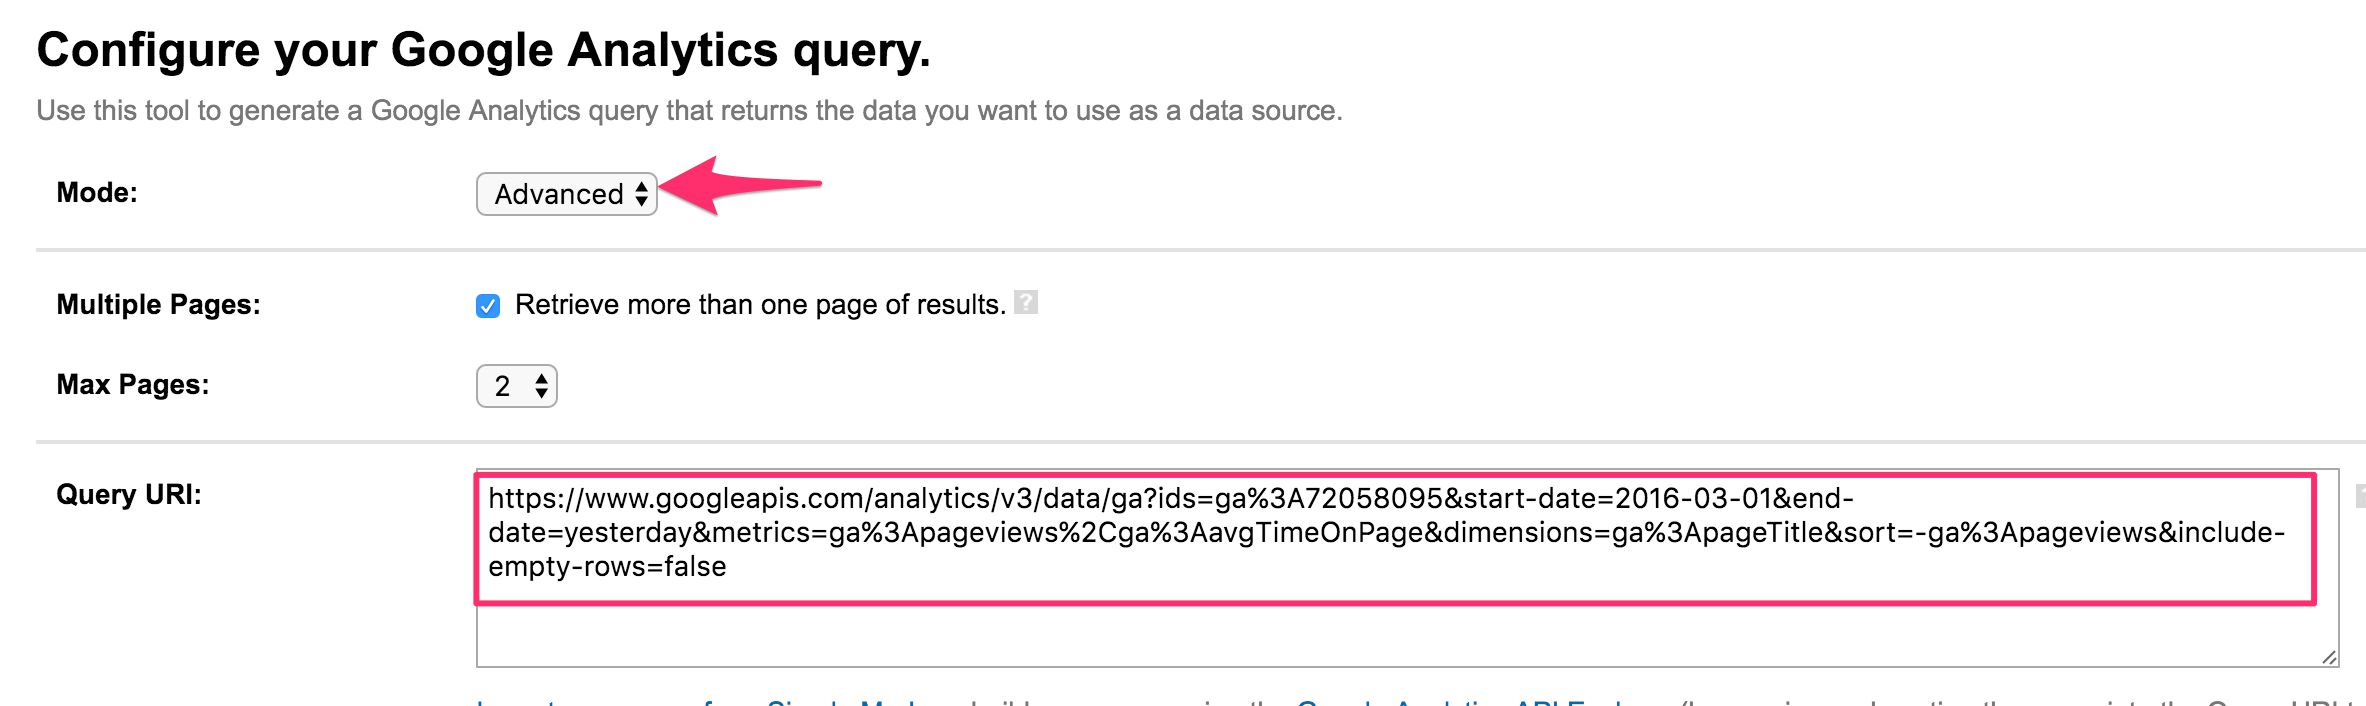 Configure your Google Analytics query.
Use this tool to generate a Google Analytics query that returns the data you want to use as a data source.
Mode:
Advanced
Multiple Pages:
Retrieve more than one page of results. ?
Max Pages:
2
Query URI:
https://www.googleapis.com/analytics/v3/data/ga?ids=ga%3A72058095&start-date=2016-03-01&end-
date=yesterday&metrics=ga%3Apageviews%2Cga%3AavgTimeOnPage&dimensions=ga%3ApageTitle&sort=-ga%3Apageviews&include-
empty-rows=false